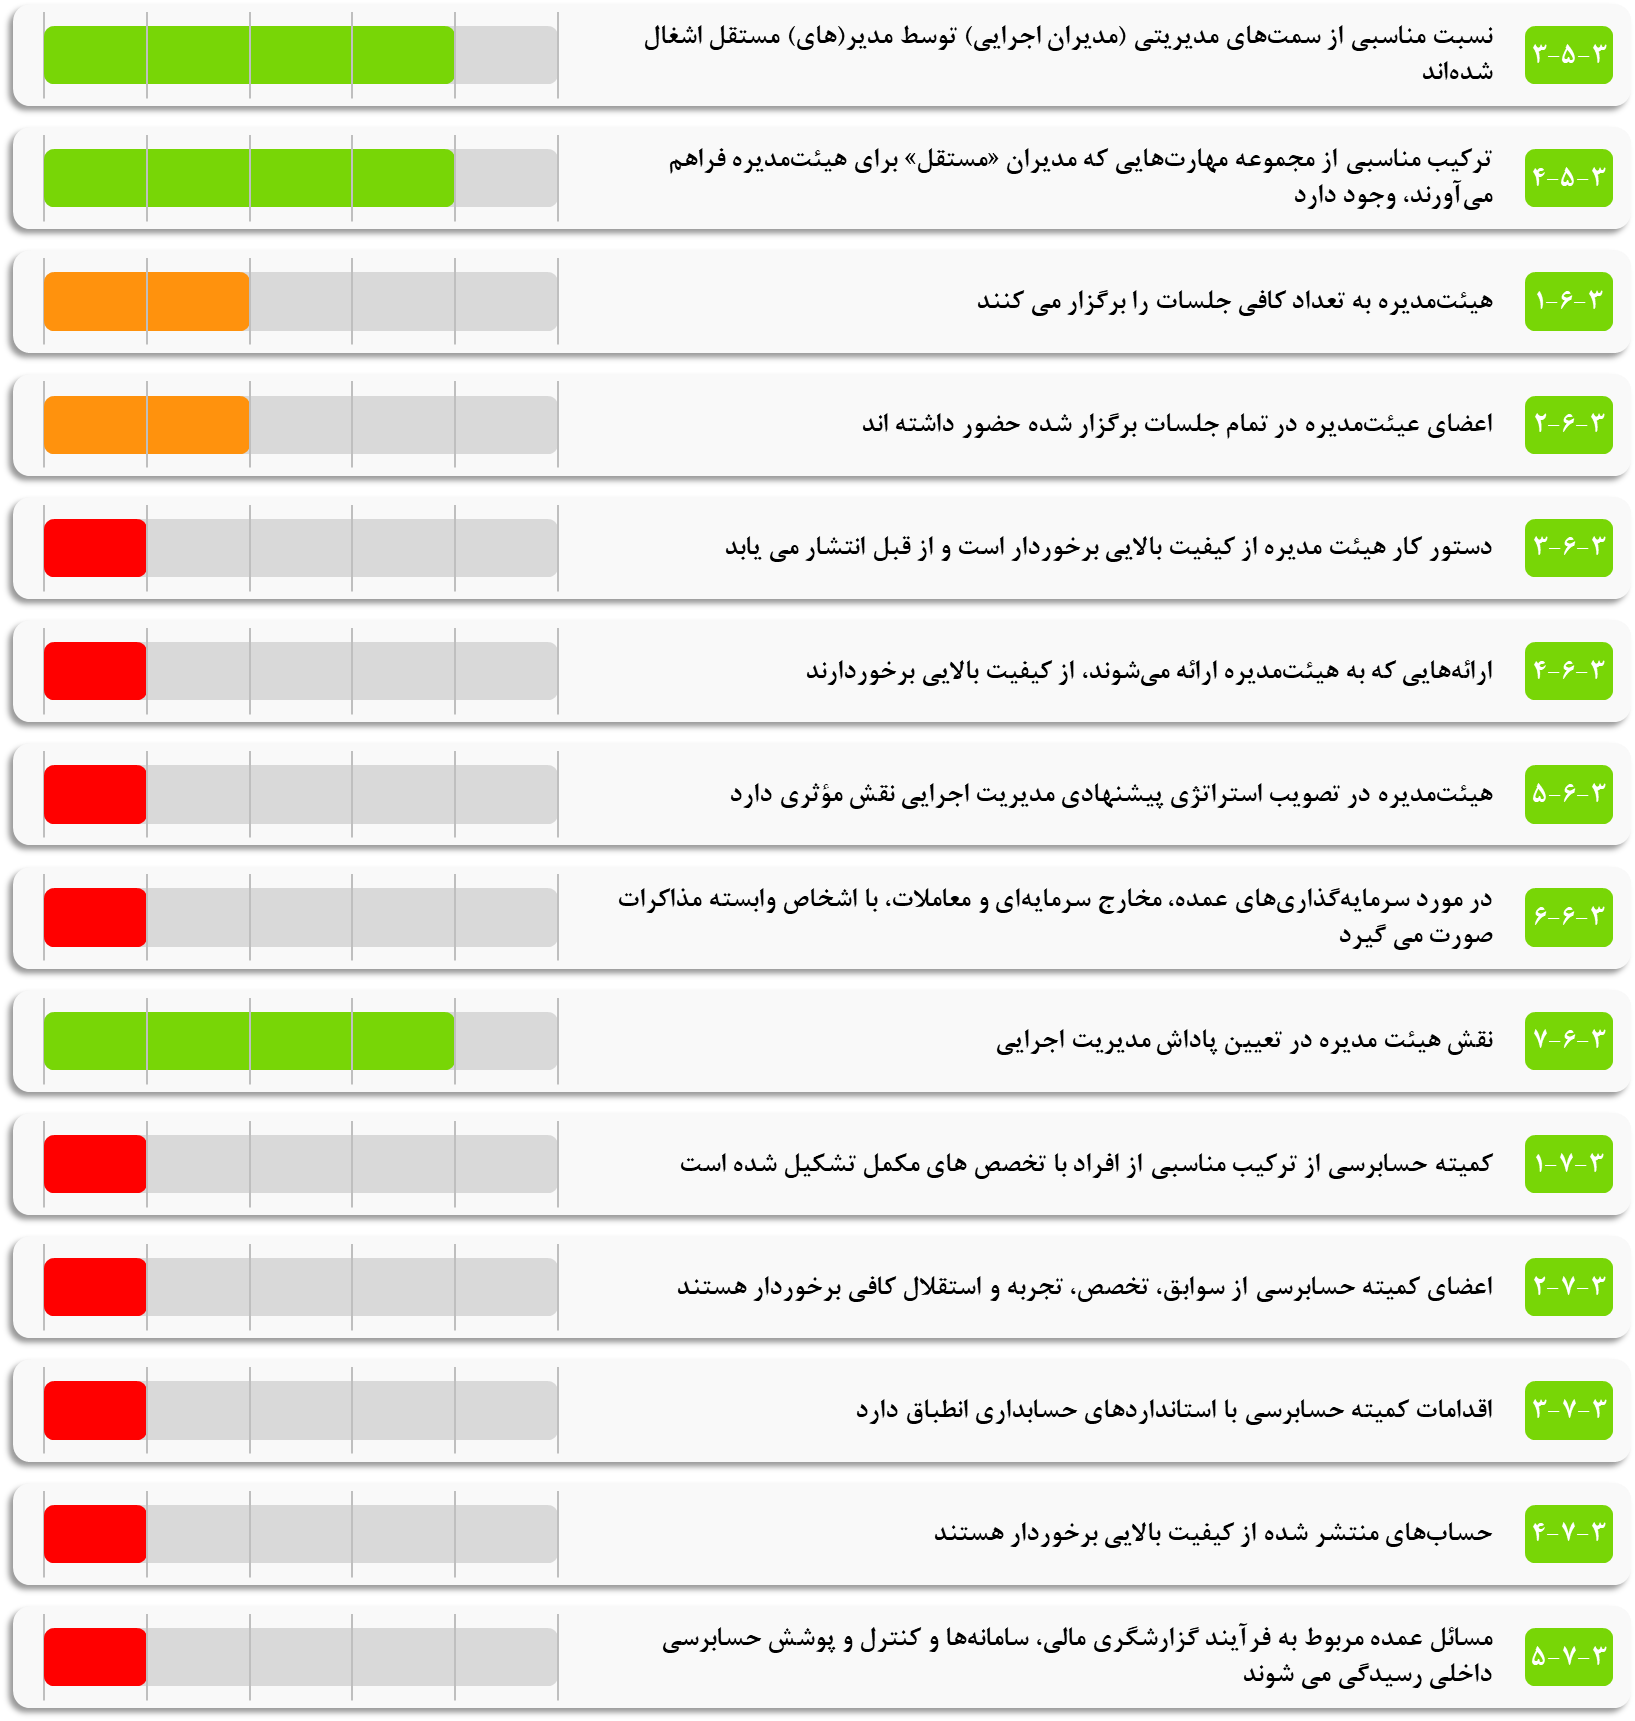 ۳-۵-۳
نسبت مناسبی از سمت‌های مدیریتی (مدیران اجرایی) توسط مدیر(های) مستقل اشغال
شده‌اند
۳-۵-۴
ترکیب مناسبی از مجموعه مهارت‌هایی که مدیران «مستقل» برای هیئت‌مدیره فراهم
می‌آورند، وجود دارد
۳-۶-۱
هیئت‌مدیره به تعداد کافی جلسات را برگزار می کنند
۳-۶-۲
اعضای عیئت‌مدیره در تمام جلسات برگزار شده حضور داشته اند
۳-۶-۳
دستور کار هیئت مدیره از کیفیت بالایی برخوردار است و از قبل انتشار می یابد
۳-۶-۴
ارائه‌هایی که به هیئت‌مدیره ارائه می‌شوند، از کیفیت بالایی برخوردارند
۳-۶-۵
هیئت‌مدیره در تصویب استراتژی پیشنهادی مدیریت اجرایی نقش مؤثری دارد
۳-۶-۶
در مورد سرمایه‌گذاری‌های عمده، مخارج سرمایه‌ای و معاملات، با اشخاص وابسته مذاکرات
صورت می گیرد
۳-۶-۷
نقش هیئت مدیره در تعیین پاداش مدیریت اجرایی
۳-۷-۱
کمیته حسابرسی از ترکیب مناسبی از افراد با تخصص های مکمل تشکیل شده است
۳-۷-۲
اعضای کمیته حسابرسی از سوابق، تخصص، تجربه و استقلال کافی برخوردار هستند
۳-۷-۳
اقدامات کمیته حسابرسی با استانداردهای حسابداری انطباق دارد
۳-۷-۴
حساب‌های منتشر شده از کیفیت بالایی برخوردار هستند
۳-۷-۵
مسائل عمده مربوط به فرآیند گزارشگری مالی، سامانه‌ها و کنترل و پوشش حسابرسی
داخلی رسیدگی می شوند